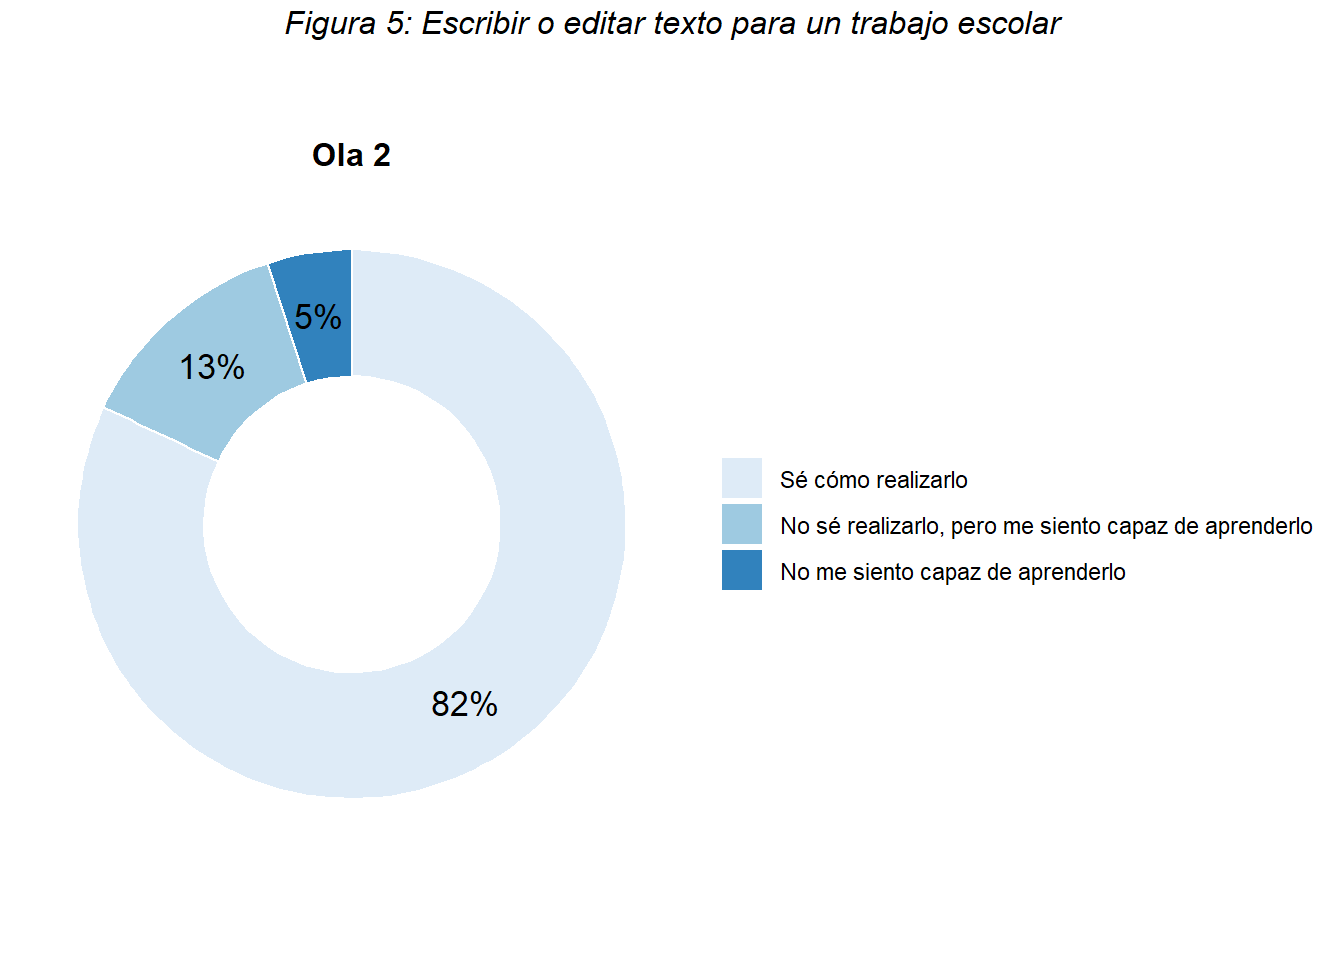 Figura 5: Escribir o editar texto para un trabajo escolar
Ola 2
5%
13%
82%
Sé cómo realizarlo
No sé realizarlo, pero me siento capaz de aprenderlo
No me siento capaz de aprenderlo